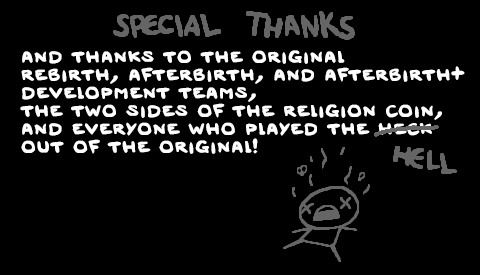 SPECIAL THANKS
AND THANKS TO THE ORIGINAL
REBIRTH, AFTERBIRTH, AND AFTERBIRTH+
DEVELOPMENT TEAMS,
THE TWO SIDES OF THE RELIGION COIN,
AND EVERYONE WHO PLAYED THE HECK
OUT OF THE ORIGINAL!
HELL